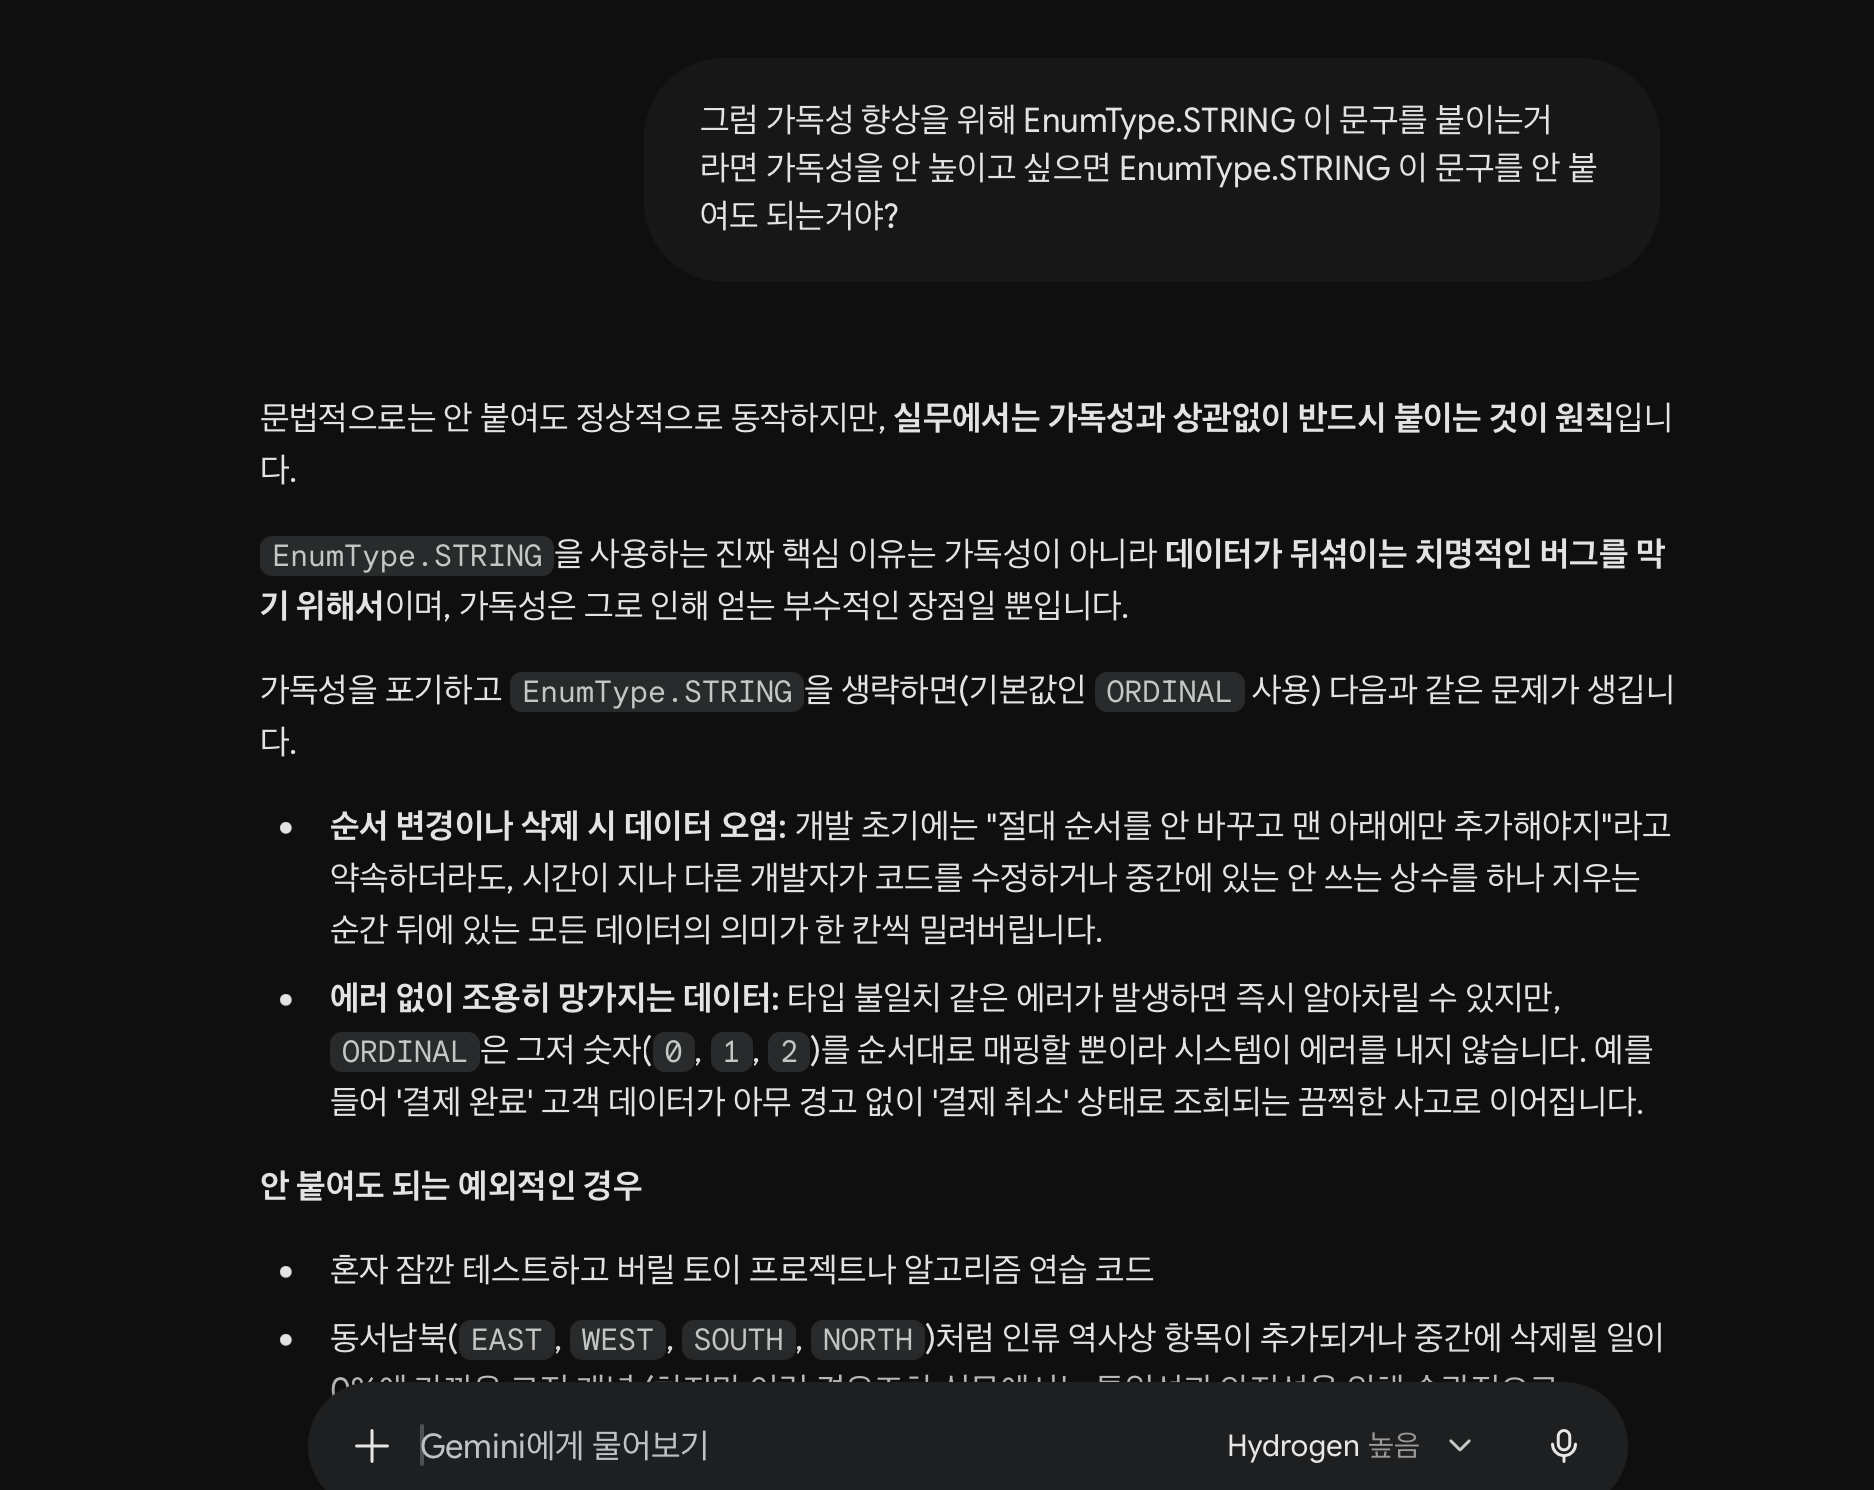 그럼 가독성 향상을 위해 EnumType.STRING 이 문구를 붙이는거
라면 가독성을 안 높이고 싶으면 EnumType.STRING 이 문구를 안 붙
여도 되는거야?
문법적으로는 안 붙여도 정상적으로 동작하지만, 실무에서는 가독성과 상관없이 반드시 붙이는 것이 원칙입니
다.
EnumType.STRING을 사용하는 진짜 핵심 이유는 가독성이 아니라 데이터가 뒤섞이는 치명적인 버그를 막
기 위해서이며, 가독성은 그로 인해 얻는 부수적인 장점일 뿐입니다.
가독성을 포기하고 EnumType.STRING을 생략하면(기본값인 ORDINAL 사용) 다음과 같은 문제가 생깁니
다.
• 순서 변경이나 삭제 시 데이터 오염: 개발 초기에는 "절대 순서를 안 바꾸고 맨 아래에만 추가해야지"라고
약속하더라도, 시간이 지나 다른 개발자가 코드를 수정하거나 중간에 있는 안 쓰는 상수를 하나 지우는
순간 뒤에 있는 모든 데이터의 의미가 한 칸씩 밀려버립니다.
• 에러 없이 조용히 망가지는 데이터: 타입 불일치 같은 에러가 발생하면 즉시 알아차릴 수 있지만,
ORDINAL은 그저 숫자(0, 1, 2)를 순서대로 매핑할 뿐이라 시스템이 에러를 내지 않습니다. 예를
들어 '결제 완료' 고객 데이터가 아무 경고 없이 '결제 취소' 상태로 조회되는 끔찍한 사고로 이어집니다.
안 붙여도 되는 예외적인 경우
• 혼자 잠깐 테스트하고 버릴 토이 프로젝트나 알고리즘 연습 코드
• 동서남북(EAST, WEST, SOUTH, NORTH)처럼 인류 역사상 항목이 추가되거나 중간에 삭제될 일이
Gemini에게 물어보기
Hydrogen 높음